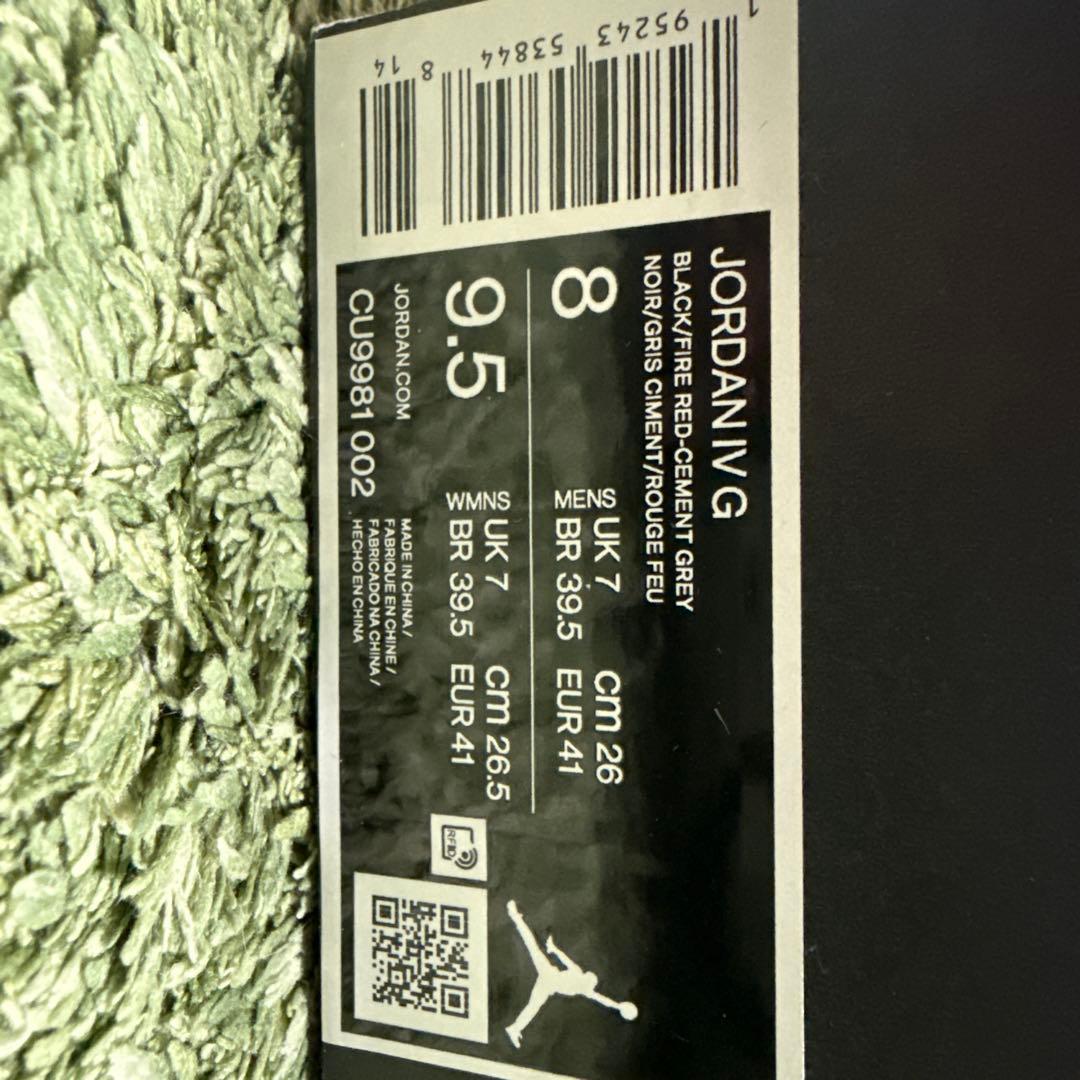 JORDAN IV G
BLACK/FIRE RED-CEMENT GREY
NOIR/GRIS CIMENT/ROUGE FEU
8
MENS
UK 7
cm 26
BR 39.5
EUR 41
9.5
WMNS
UK 7
cm 26.5
BR 39.5
EUR 41
JORDAN.COM
CU9981 002
MADE IN CHINA /
FABRIQUE EN CHINE /
FABRICADO NA CHINA /
HECHO EN CHINA
RFID
1 95243 53844 8 14